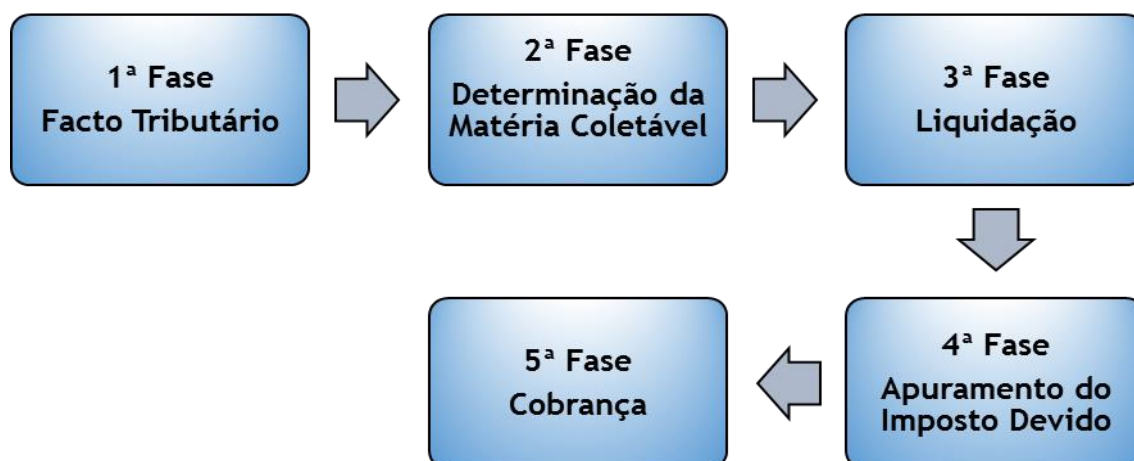 1ª Fase
Facto Tributário
2ª Fase
Determinação da
Matéria Coletável
3ª Fase
Liquidação
4ª Fase
Apuramento do
Imposto Devido
5ª Fase
Cobrança